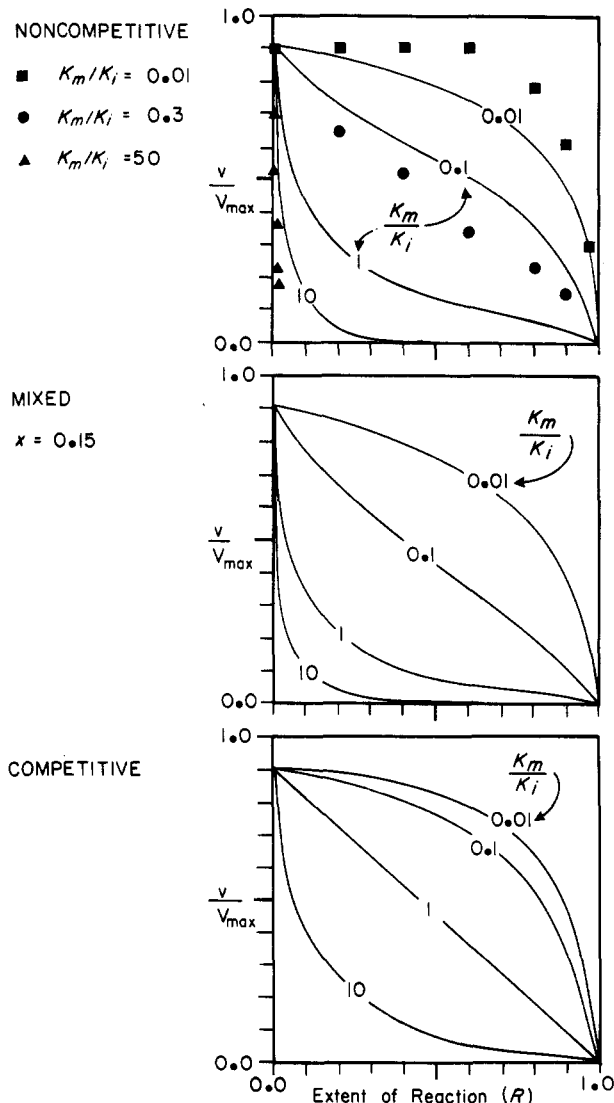 NONCOMPETITIVE
■ Km/Ki = 0.01
● Km/Ki = 0.3
▲ Km/Ki = 50
1.0
v/Vmax
0.0
0.01
0.1
Km/Ki
1
10
MIXED
x = 0.15
1.0
v/Vmax
0.0
Km/Ki
0.01
0.1
1
10
COMPETITIVE
1.0
v/Vmax
0.0
Km/Ki
0.01
0.1
1
10
0.0 Extent of Reaction (R) 1.0